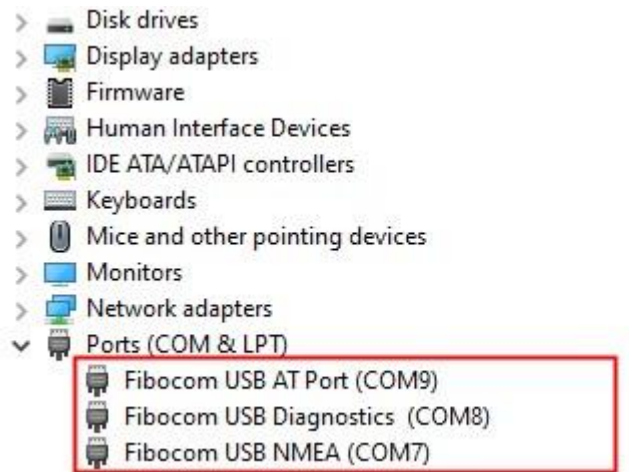 Disk drives
Display adapters
Firmware
Human Interface Devices
IDE ATA/ATAPI controllers
Keyboards
Mice and other pointing devices
Monitors
Network adapters
Ports (COM & LPT)
Fibocom USB AT Port (COM9)
Fibocom USB Diagnostics (COM8)
Fibocom USB NMEA (COM7)